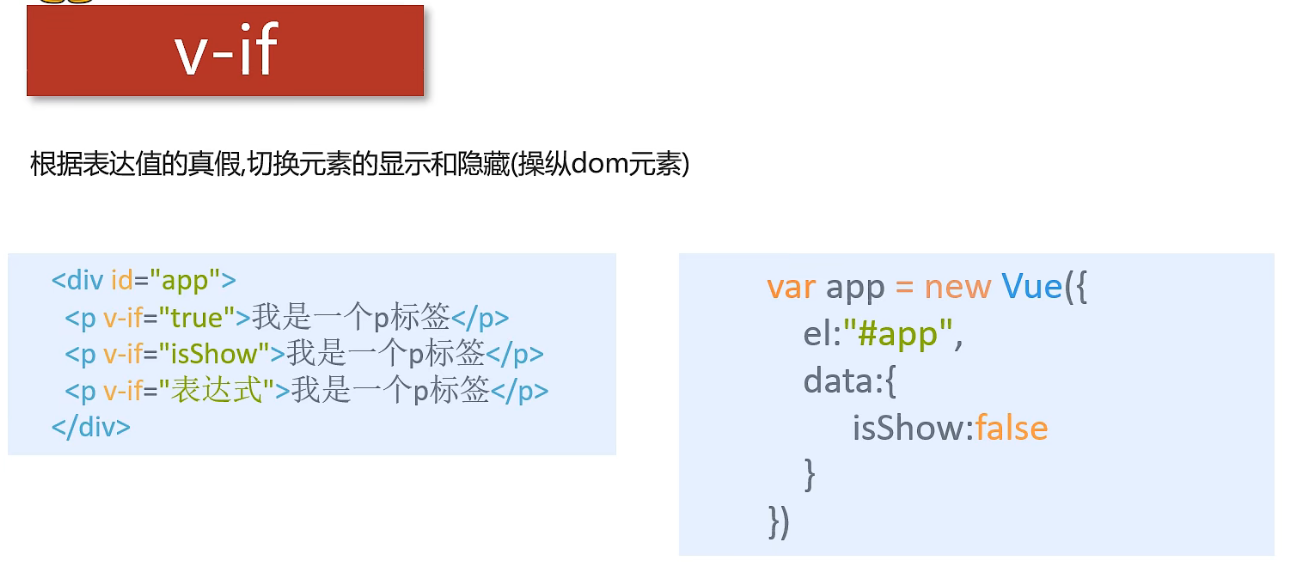 v-if
根据表达值的真假,切换元素的显示和隐藏(操纵dom元素)
<div id="app">
<p v-if="true">我是一个p标签</p>
<p v-if="isShow">我是一个p标签</p>
<p v-if="表达式">我是一个p标签</p>
</div>
var app = new Vue({
el:"#app",
data:{
isShow:false
}
})